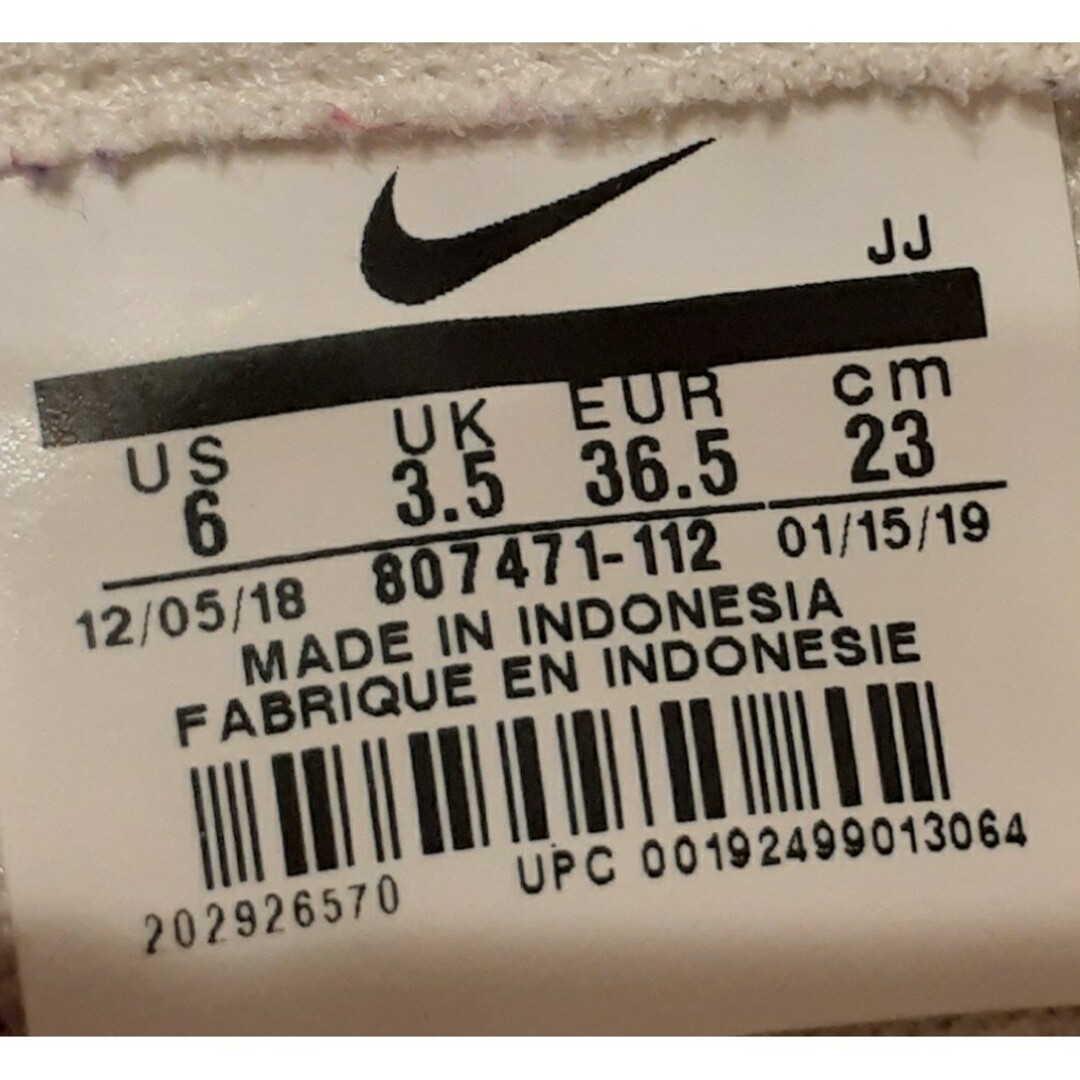 JJ
US UK EUR cm
6 3.5 36.5 23
12/05/18 807471-112 01/15/19
MADE IN INDONESIA
FABRIQUE EN INDONESIE
202926570 UPC 00192499013064